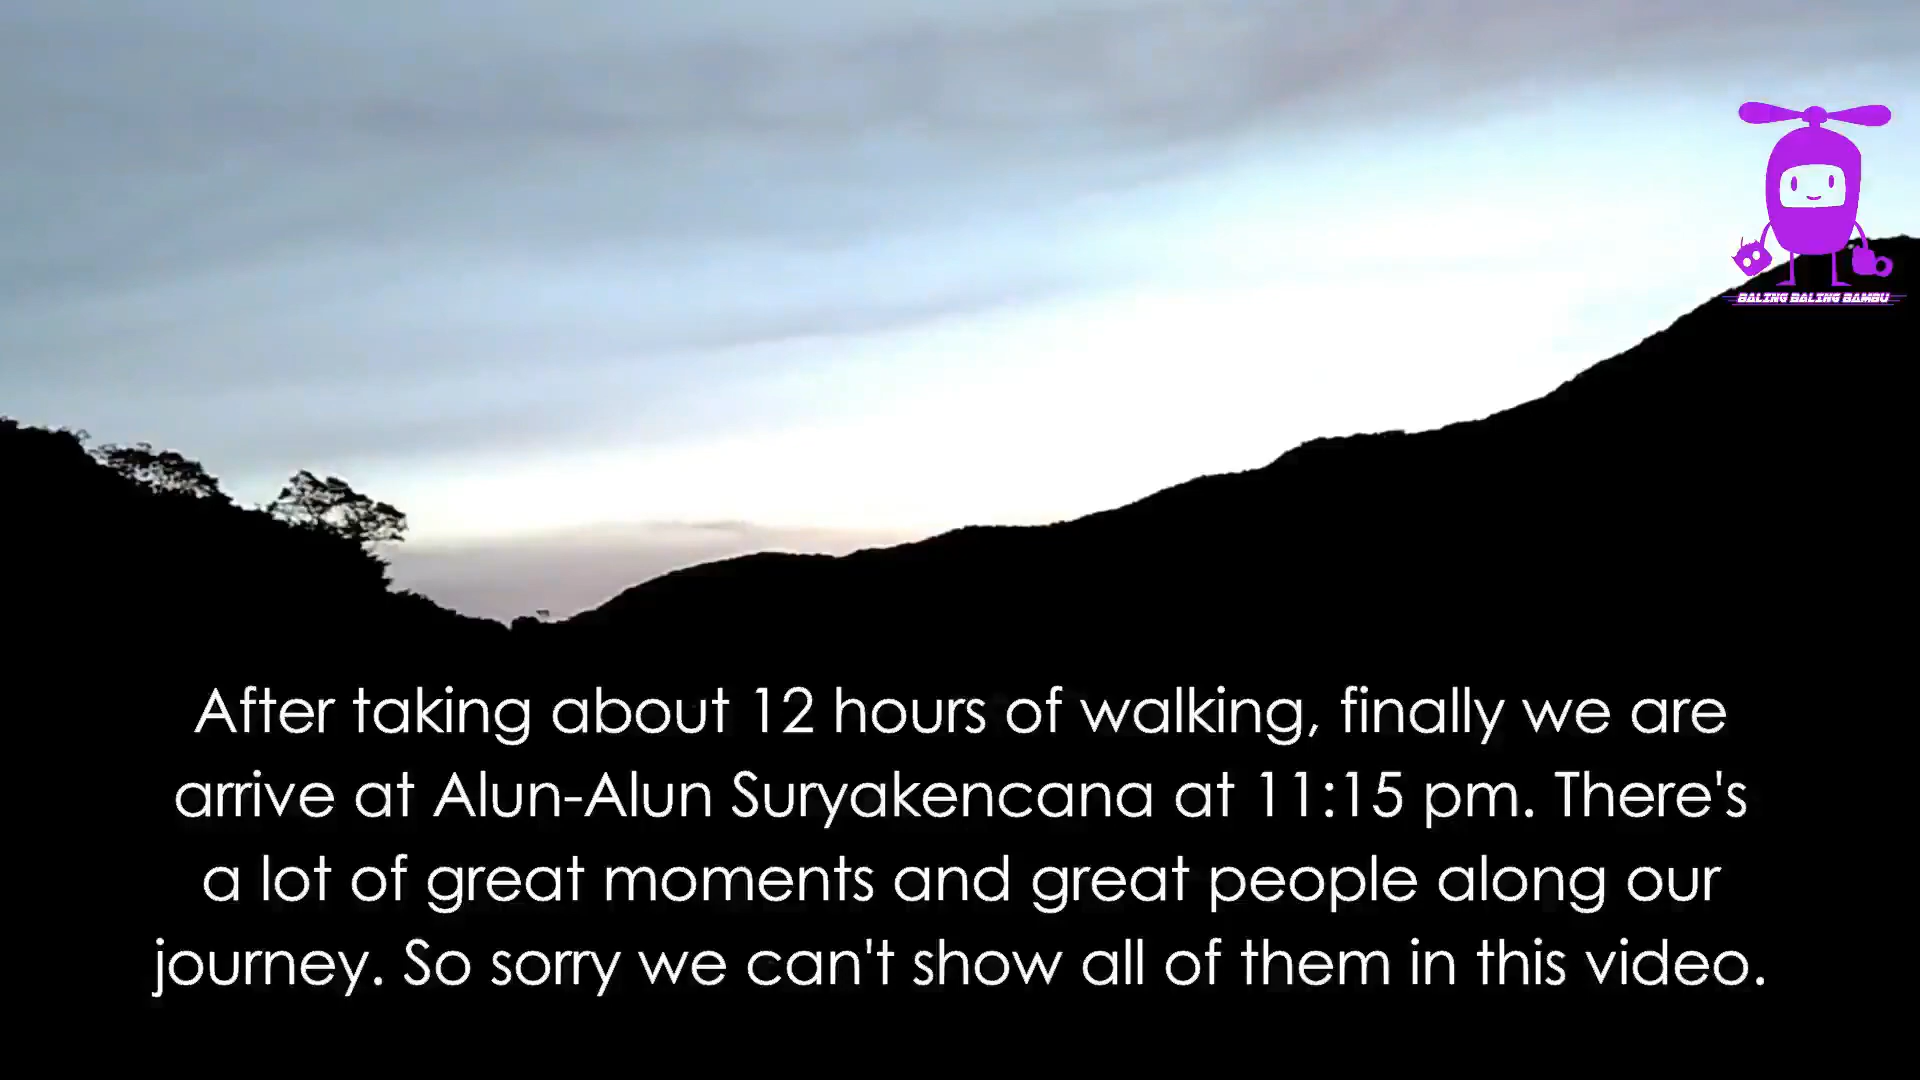 BALING BALING BAMBU
After taking about 12 hours of walking, finally we are
arrive at Alun-Alun Suryakencana at 11:15 pm. There's
a lot of great moments and great people along our
journey. So sorry we can't show all of them in this video.